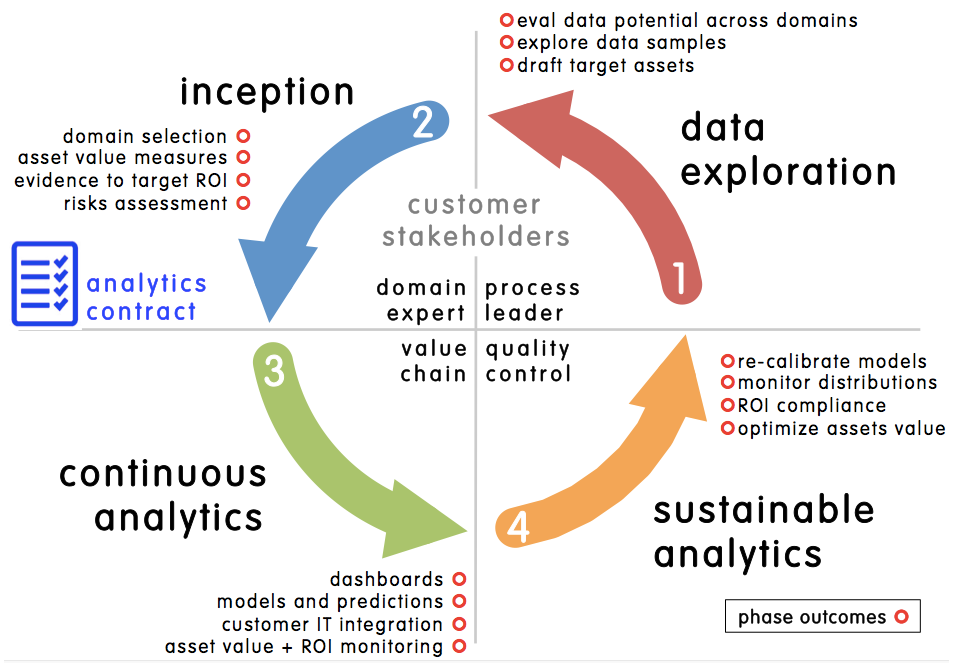 eval data potential across domains
explore data samples
draft target assets
inception
2
domain selection
asset value measures
evidence to target ROI
risks assessment
data
exploration
1
customer
stakeholders
analytics
contract
domain
expert
process
leader
value
chain
quality
control
3
continuous
analytics
dashboards
models and predictions
customer IT integration
asset value + ROI monitoring
4
re-calibrate models
monitor distributions
ROI compliance
optimize assets value
sustainable
analytics
phase outcomes